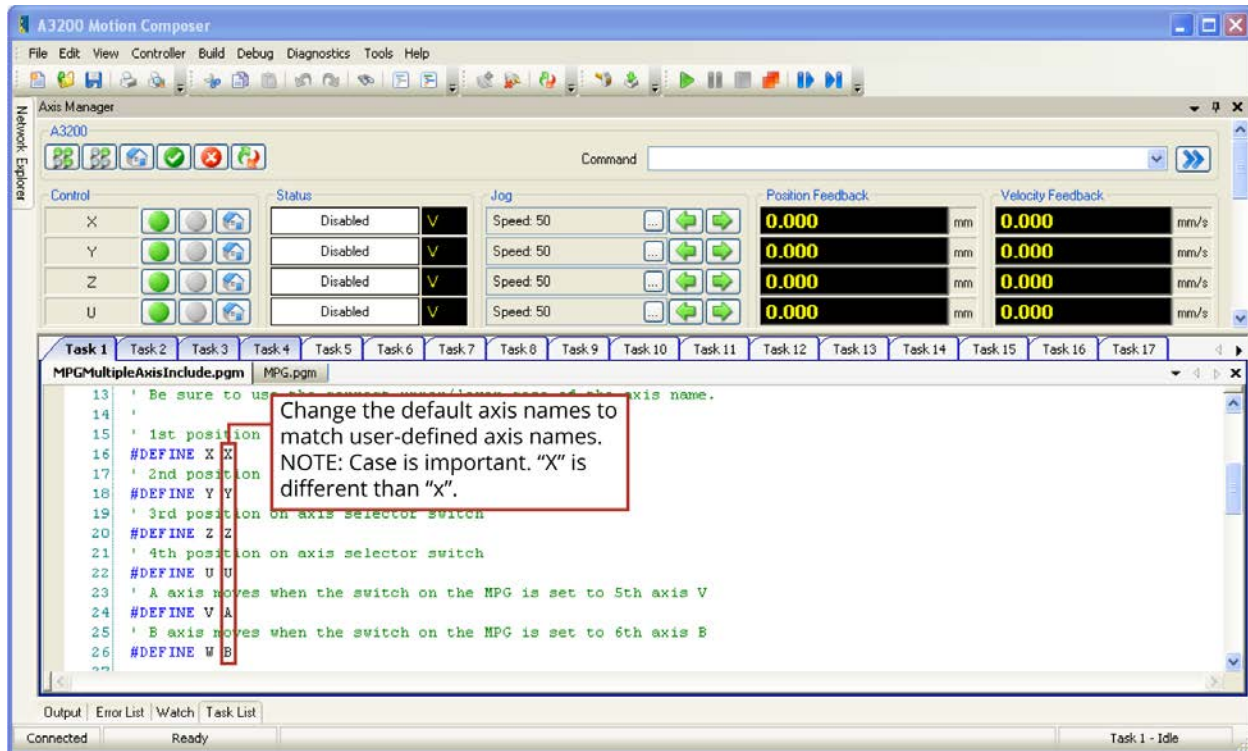 A3200 Motion Composer
File Edit View Controller Build Debug Diagnostics Tools Help
Network Explorer
Axis Manager
A3200
Command
Control Status Jog Position Feedback Velocity Feedback
X Disabled V Speed: 50 ... 0.000 mm 0.000 mm/s
Y Disabled V Speed: 50 ... 0.000 mm 0.000 mm/s
Z Disabled V Speed: 50 ... 0.000 mm 0.000 mm/s
U Disabled V Speed: 50 ... 0.000 mm 0.000 mm/s
Task 1 Task 2 Task 3 Task 4 Task 5 Task 6 Task 7 Task 8 Task 9 Task 10 Task 11 Task 12 Task 13 Task 14 Task 15 Task 16 Task 17
MPGMultipleAxisInclude.pgm MPG.pgm
13 ' Be sure to use the correct upper/lower case of the axis name.
14 '
15 ' 1st position
16 #DEFINE X X
17 ' 2nd position
18 #DEFINE Y Y
19 ' 3rd position on axis selector switch
20 #DEFINE Z Z
21 ' 4th position on axis selector switch
22 #DEFINE U U
23 ' A axis moves when the switch on the MPG is set to 5th axis V
24 #DEFINE V A
25 ' B axis moves when the switch on the MPG is set to 6th axis B
26 #DEFINE W B
Change the default axis names to
match user-defined axis names.
NOTE: Case is important. “X” is
different than “x”.
Output Error List Watch Task List
Connected Ready Task 1 - Idle